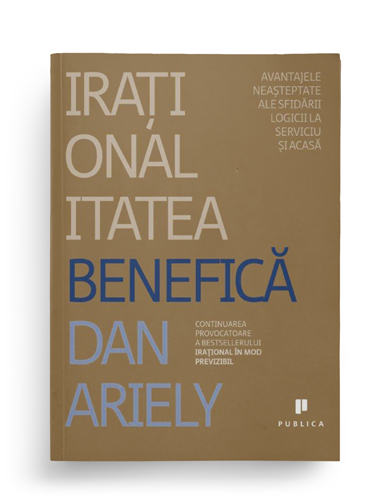 IRAȚI
ONAL
ITATEA
BENEFICĂ
DAN
ARIELY
AVANTAJELE
NEAȘTEPTATE
ALE SFIDĂRII
LOGICII LA
SERVICIU
ȘI ACASĂ
CONTINUAREA
PROVOCATOARE
A BESTSELLERULUI
IRAȚIONAL ÎN MOD
PREVIZIBIL
PUBLICA